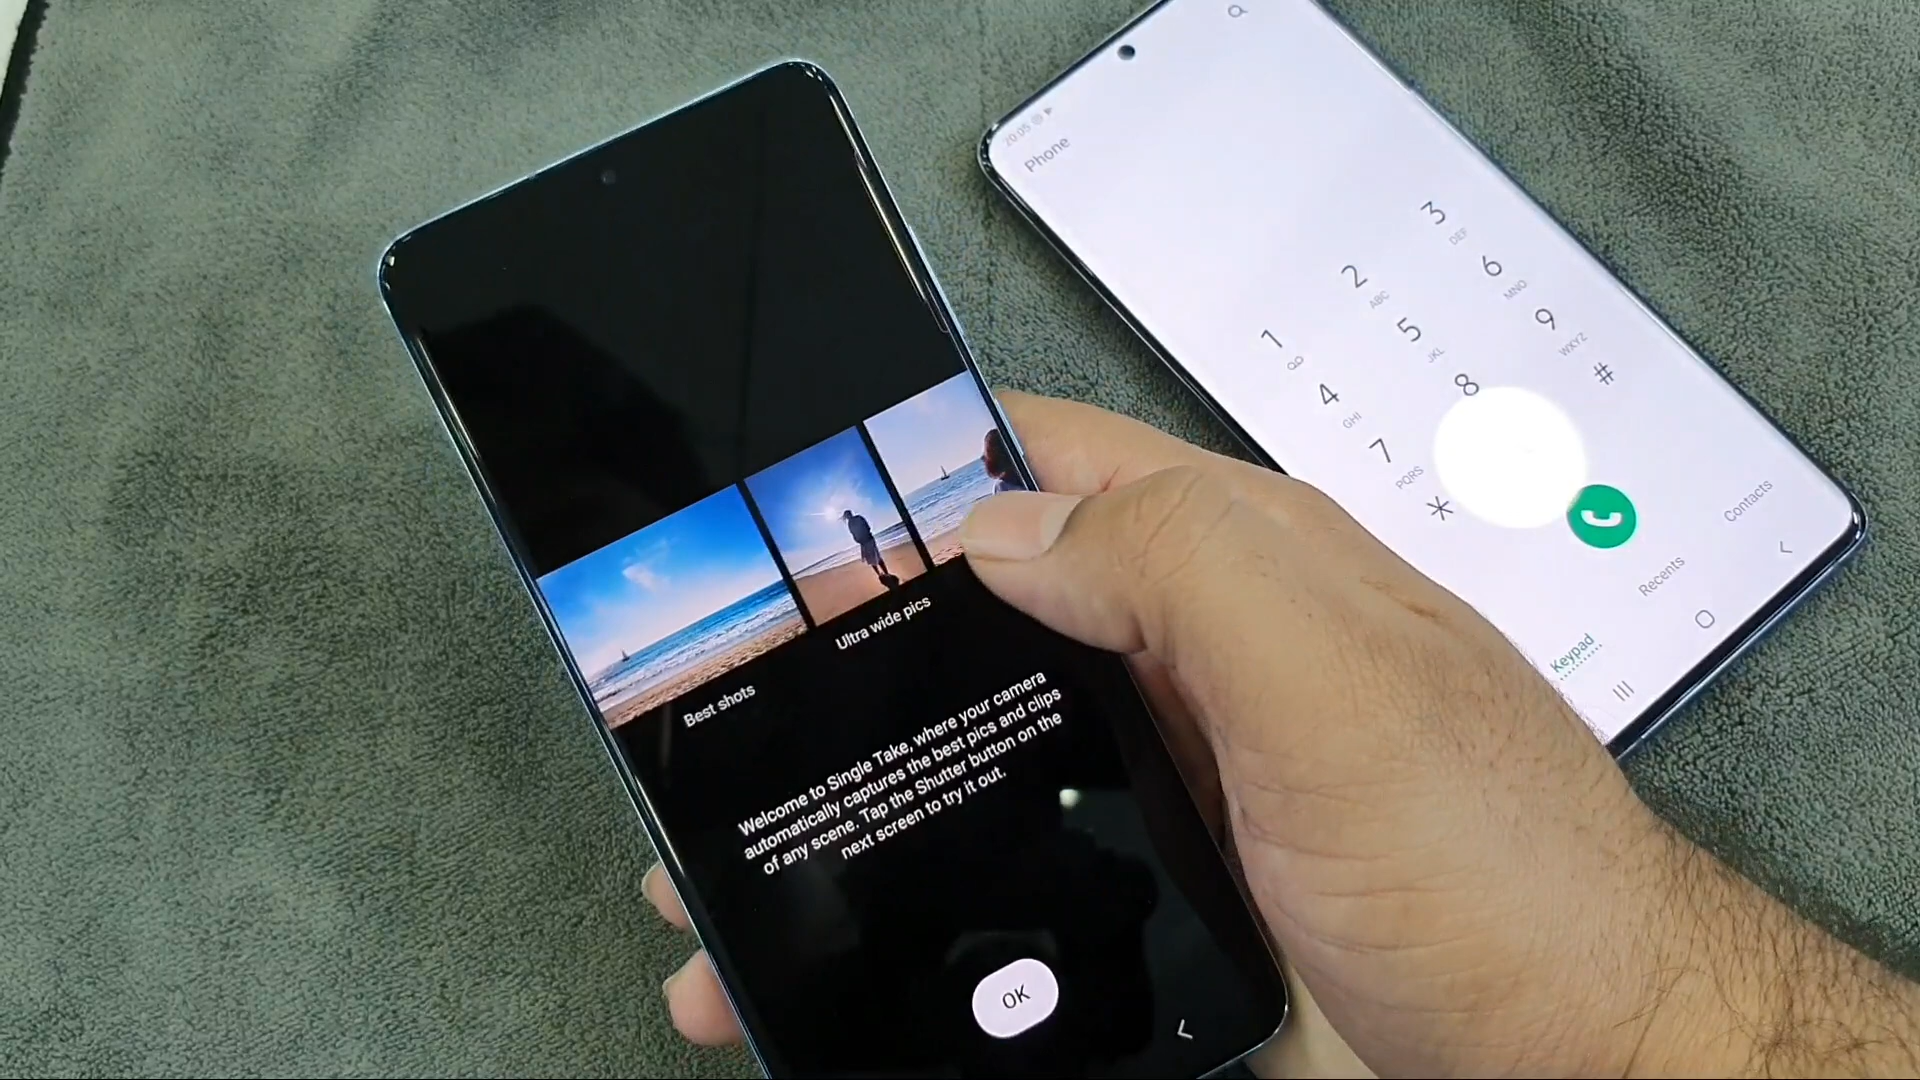 Best shots
Ultra wide pics
Welcome to Single Take, where your camera
automatically captures the best pics and clips
of any scene. Tap the Shutter button on the
next screen to try it out.
OK
20:05
Phone
1
2
ABC
3
DEF
4
GHI
5
JKL
6
MNO
7
PQRS
8
9
WXYZ
*
#
Keypad
Recents
Contacts